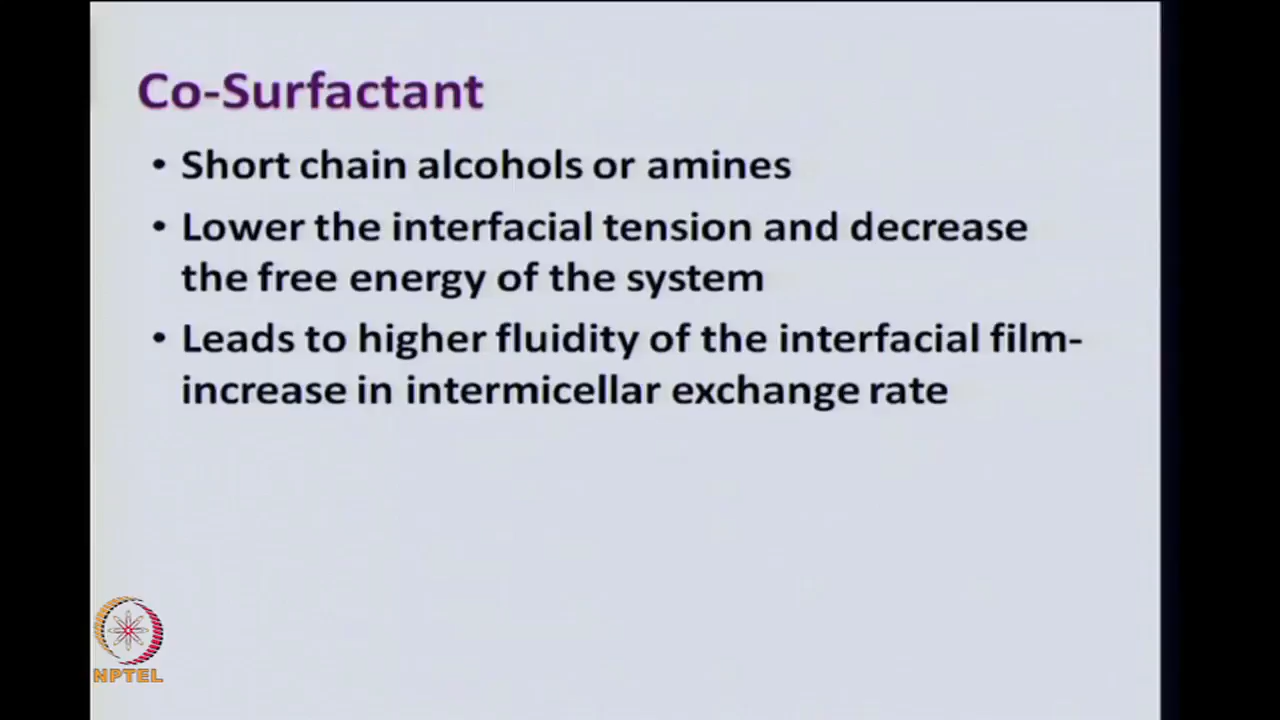 Co-Surfactant
• Short chain alcohols or amines
• Lower the interfacial tension and decrease
the free energy of the system
• Leads to higher fluidity of the interfacial film-
increase in intermicellar exchange rate
NPTEL